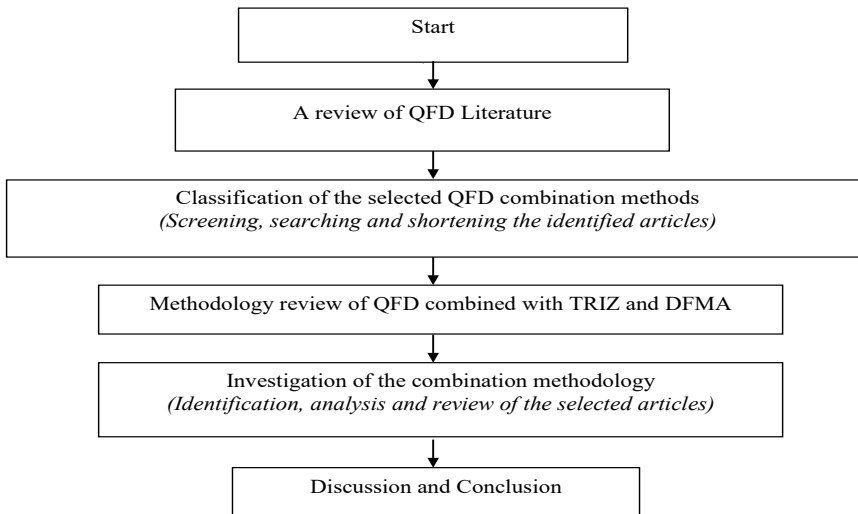 Start
A review of QFD Literature
Classification of the selected QFD combination methods
(Screening, searching and shortening the identified articles)
Methodology review of QFD combined with TRIZ and DFMA
Investigation of the combination methodology
(Identification, analysis and review of the selected articles)
Discussion and Conclusion